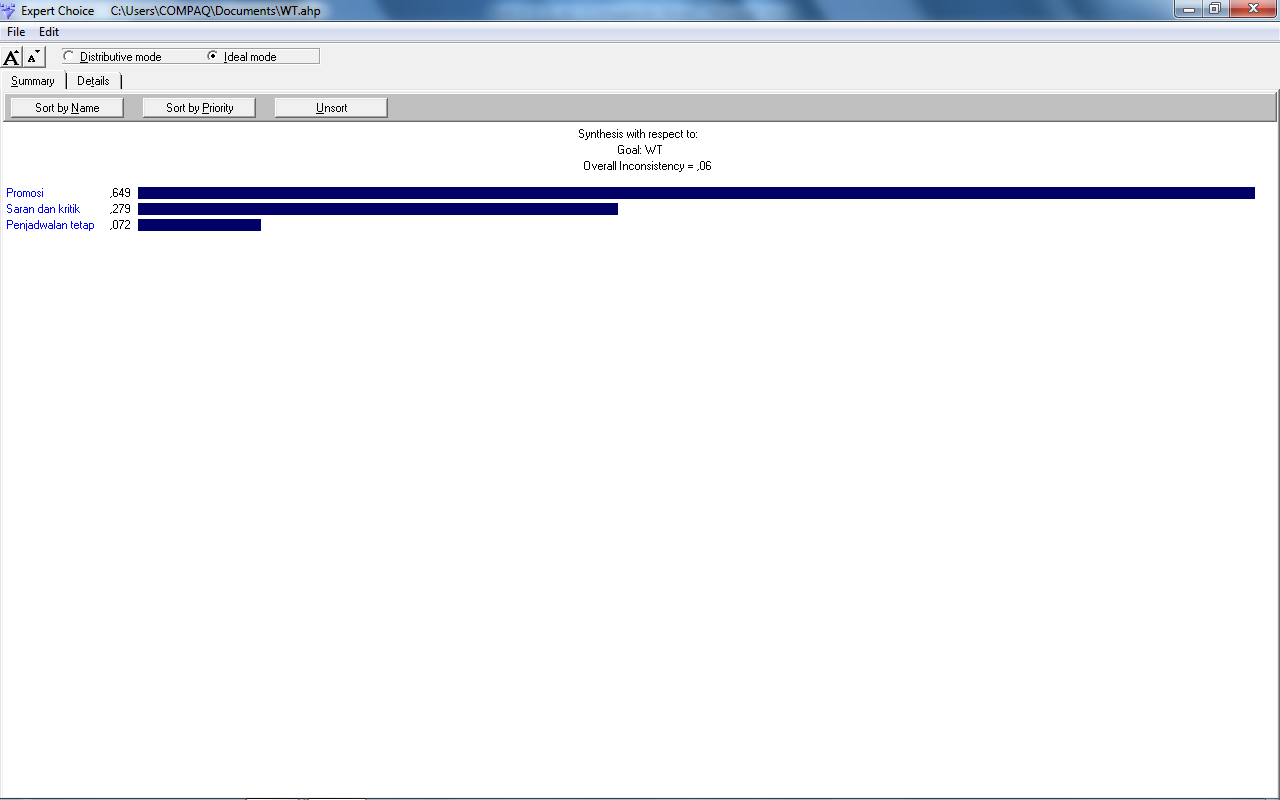 Expert Choice C:\Users\COMPAQ\Documents\WT.ahp
File Edit
A A Distributive mode Ideal mode
Summary Details
Sort by Name Sort by Priority Unsort
Synthesis with respect to:
Goal: WT
Overall Inconsistency = ,06
Promosi ,649
Saran dan kritik ,279
Penjadwalan tetap ,072